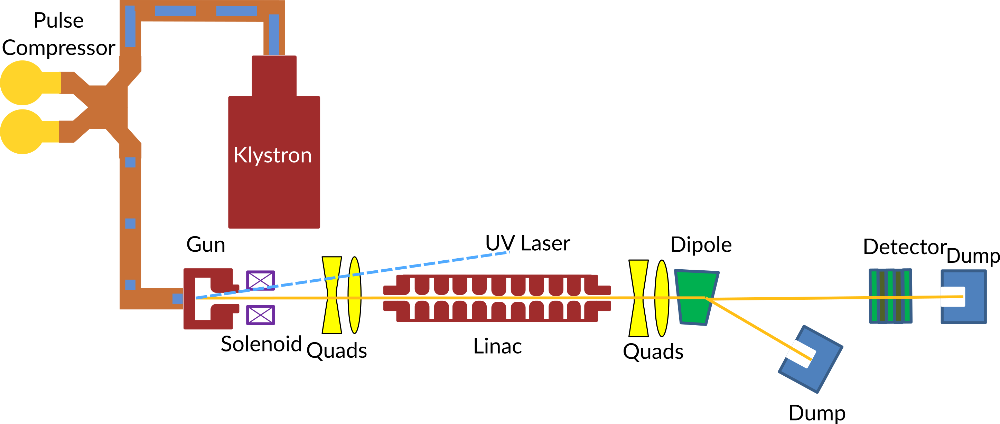 Pulse
Compressor
Klystron
Gun
UV Laser
Dipole
Detector
Dump
Solenoid
Quads
Linac
Quads
Dump